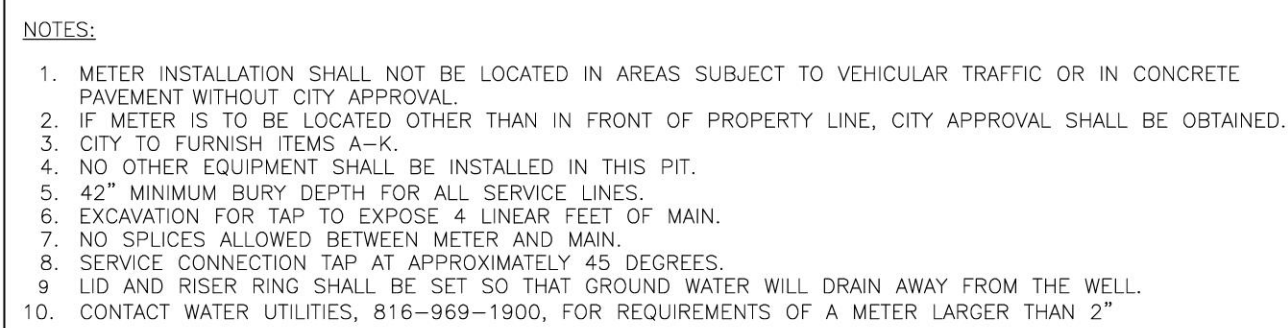 NOTES:
1. METER INSTALLATION SHALL NOT BE LOCATED IN AREAS SUBJECT TO VEHICULAR TRAFFIC OR IN CONCRETE
PAVEMENT WITHOUT CITY APPROVAL.
2. IF METER IS TO BE LOCATED OTHER THAN IN FRONT OF PROPERTY LINE, CITY APPROVAL SHALL BE OBTAINED.
3. CITY TO FURNISH ITEMS A–K.
4. NO OTHER EQUIPMENT SHALL BE INSTALLED IN THIS PIT.
5. 42” MINIMUM BURY DEPTH FOR ALL SERVICE LINES.
6. EXCAVATION FOR TAP TO EXPOSE 4 LINEAR FEET OF MAIN.
7. NO SPLICES ALLOWED BETWEEN METER AND MAIN.
8. SERVICE CONNECTION TAP AT APPROXIMATELY 45 DEGREES.
9 LID AND RISER RING SHALL BE SET SO THAT GROUND WATER WILL DRAIN AWAY FROM THE WELL.
10. CONTACT WATER UTILITIES, 816–969–1900, FOR REQUIREMENTS OF A METER LARGER THAN 2”